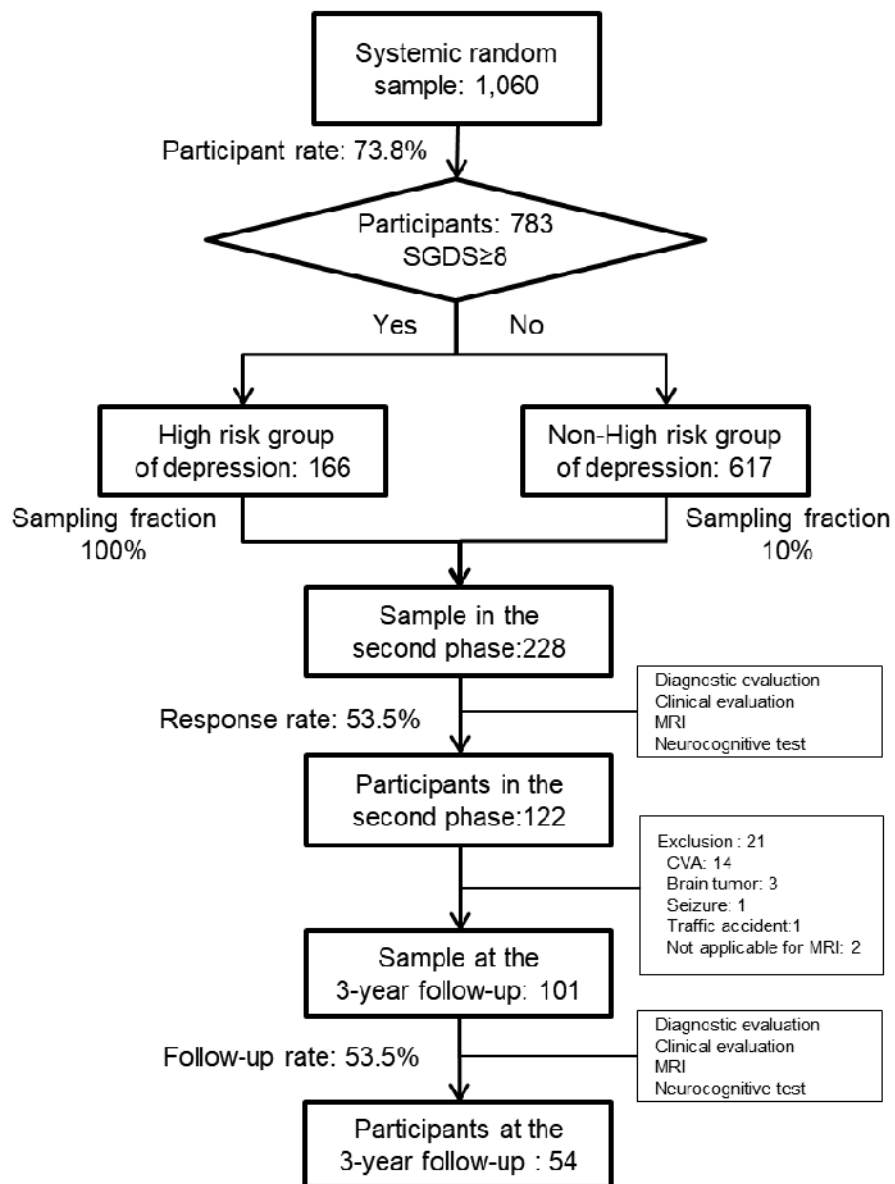 Systemic random
sample: 1,060
Participant rate: 73.8%
Participants: 783
SGDS≥8
Yes
No
High risk group
of depression: 166
Non-High risk group
of depression: 617
Sampling fraction
100%
Sampling fraction
10%
Sample in the
second phase:228
Response rate: 53.5%
Diagnostic evaluation
Clinical evaluation
MRI
Neurocognitive test
Participants in the
second phase:122
Exclusion : 21
CVA: 14
Brain tumor: 3
Seizure: 1
Traffic accident:1
Not applicable for MRI: 2
Sample at the
3-year follow-up: 101
Follow-up rate: 53.5%
Diagnostic evaluation
Clinical evaluation
MRI
Neurocognitive test
Participants at the
3-year follow-up : 54